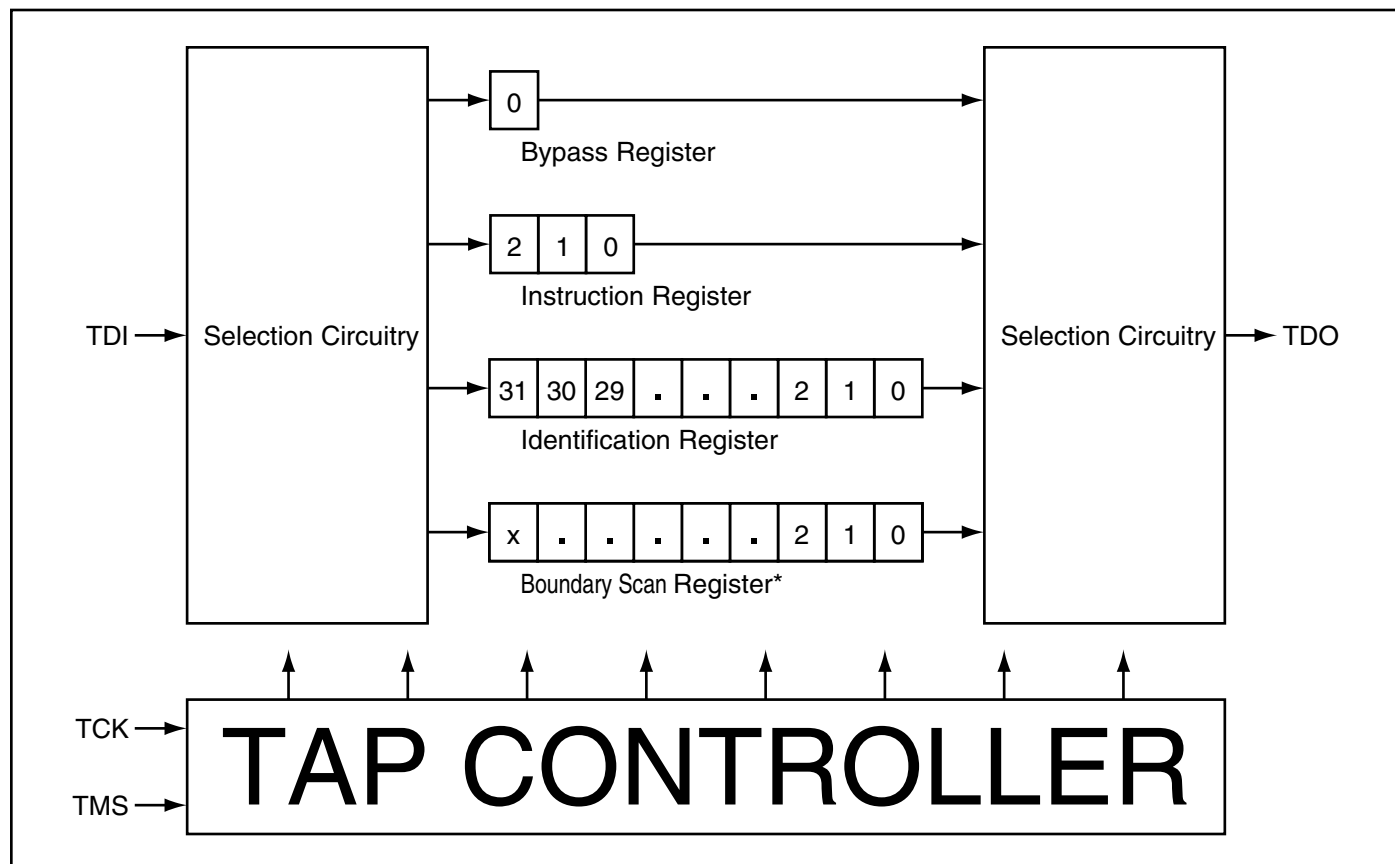 0
Bypass Register
2 1 0
Instruction Register
TDI
Selection Circuitry
Selection Circuitry
TDO
31 30 29 . . . 2 1 0
Identification Register
x . . . . . 2 1 0
Boundary Scan Register*
TCK
TAP CONTROLLER
TMS